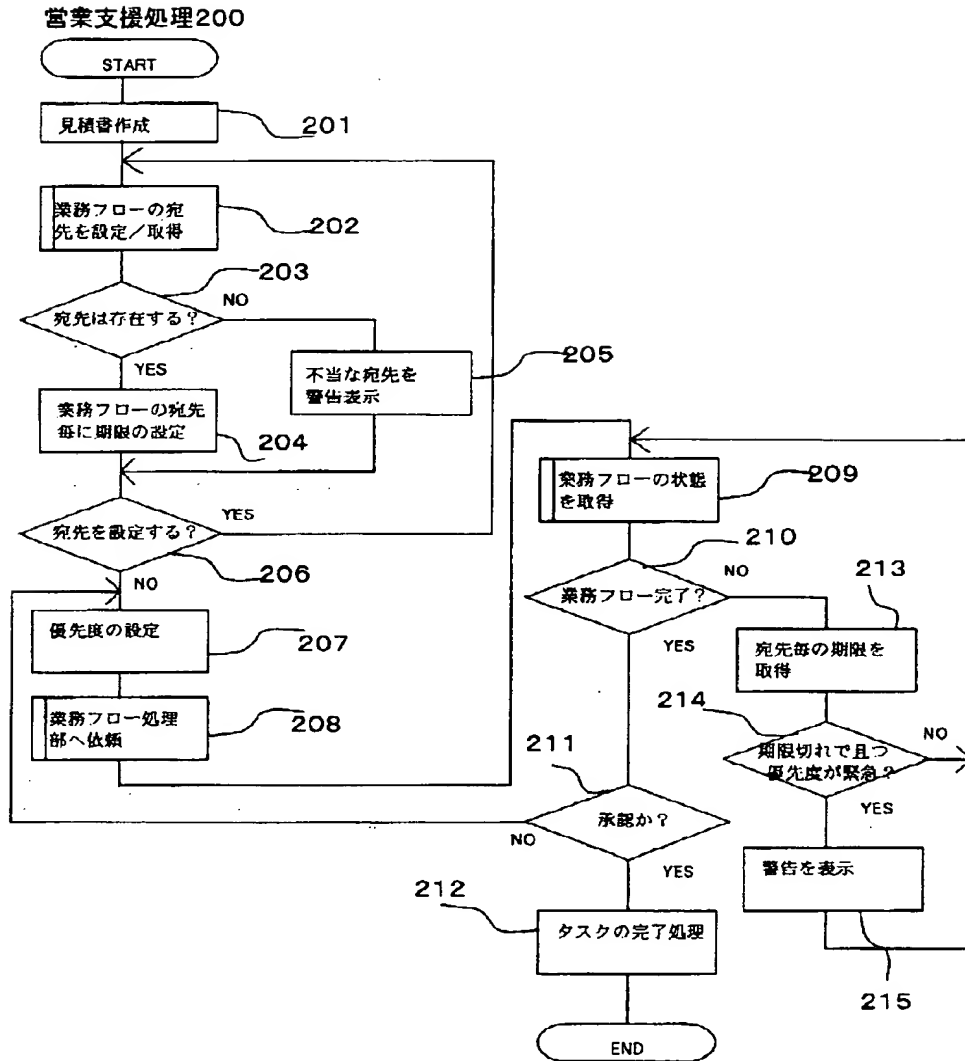 営業支援処理200
START
見積書作成
201
業務フローの宛
先を設定／取得
202
203
宛先は存在する？
NO
YES
不当な宛先を
警告表示
205
業務フローの宛先
毎に期限の設定
204
宛先を設定する？
YES
206
NO
優先度の設定
207
業務フロー処理
部へ依頼
208
業務フローの状態
を取得
209
210
業務フロー完了？
NO
YES
213
宛先毎の期限を
取得
214
期限切れで且つ
優先度が緊急？
NO
YES
警告を表示
215
211
承認か？
NO
YES
212
タスクの完了処理
END